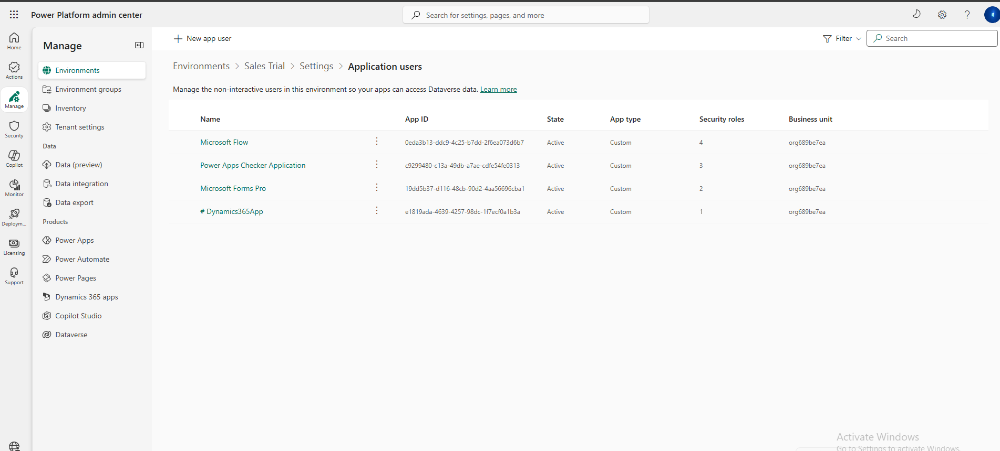 Power Platform admin center
Search for settings, pages, and more
Home
Actions
Manage
Security
Copilot
Monitor
Deploym...
Licensing
Support
Manage
Environments
Environment groups
Inventory
Tenant settings
Data
Data (preview)
Data integration
Data export
Products
Power Apps
Power Automate
Power Pages
Dynamics 365 apps
Copilot Studio
Dataverse
New app user
Filter
Search
Environments > Sales Trial > Settings > Application users
Manage the non-interactive users in this environment so your apps can access Dataverse data. Learn more
Name App ID State App type Security roles Business unit
Microsoft Flow 0eda3b13-ddc9-4c25-b7dd-2f6ea073d6b7 Active Custom 4 org689be7ea
Power Apps Checker Application c9299480-c13a-49db-a7ae-cdfe54fe0313 Active Custom 3 org689be7ea
Microsoft Forms Pro 19dd5b37-d116-48cb-90d2-4aa56696cba1 Active Custom 2 org689be7ea
# Dynamics365App e1819ada-4639-4257-98dc-1f7ecf0a1b3a Active Custom 1 org689be7ea
Activate Windows
Go to Settings to activate Windows.